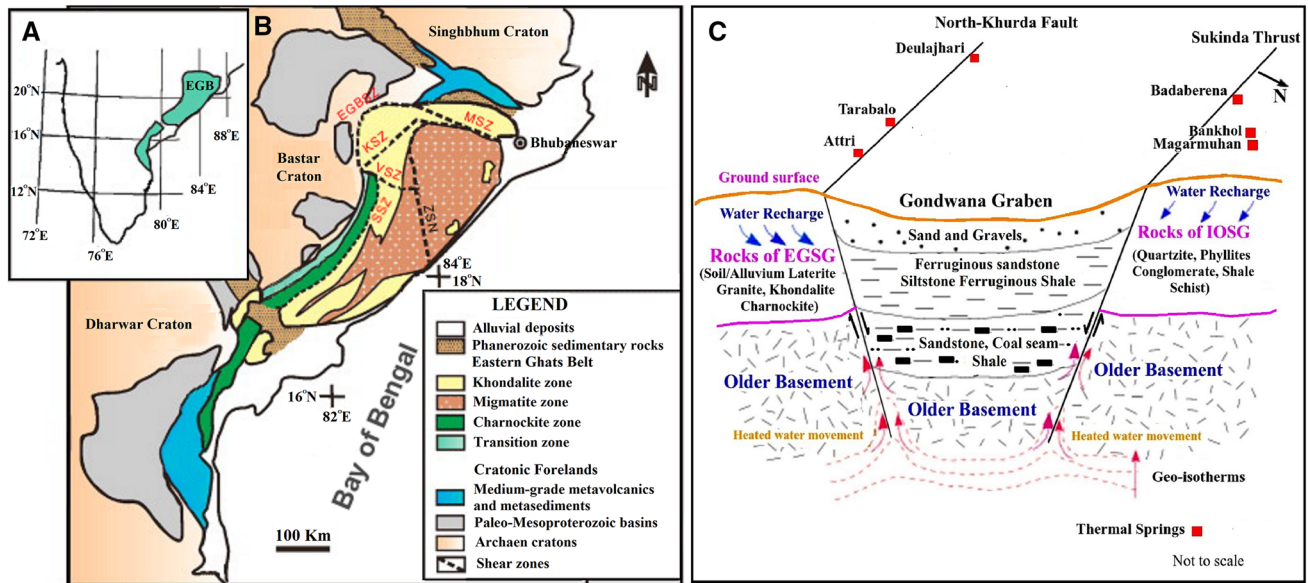 A
EGB
20°N
16°N
12°N
72°E
76°E
80°E
84°E
88°E
B
Singhbhum Craton
N
EGBSZ
MSZ
KSZ
Bhubaneswar
Bastar
Craton
VSZ
SSZ
NSZ
84°E
18°N
Dharwar Craton
16°N
82°E
Bay of Bengal
100 Km
LEGEND
Alluvial deposits
Phanerozoic sedimentary rocks
Eastern Ghats Belt
Khondalite zone
Migmatite zone
Charnockite zone
Transition zone
Cratonic Forelands
Medium-grade metavolcanics
and metasediments
Paleo-Mesoproterozoic basins
Archaen cratons
Shear zones
C
North-Khurda Fault
Deulajhari
Sukinda Thrust
N
Badaberena
Tarabalo
Bankhol
Attri
Magarmuhan
Ground surface
Gondwana Graben
Water Recharge
Water Recharge
Sand and Gravels
Rocks of EGSG
(Soil/Alluvium Laterite
Granite, Khondalite
Charnockite)
Rocks of IOSG
(Quartzite, Phyllites
Conglomerate, Shale
Schist)
Ferruginous sandstone
Siltstone Ferruginous Shale
Sandstone, Coal seam
Shale
Older Basement
Older Basement
Older Basement
Heated water movement
Heated water movement
Geo-isotherms
Thermal Springs
Not to scale